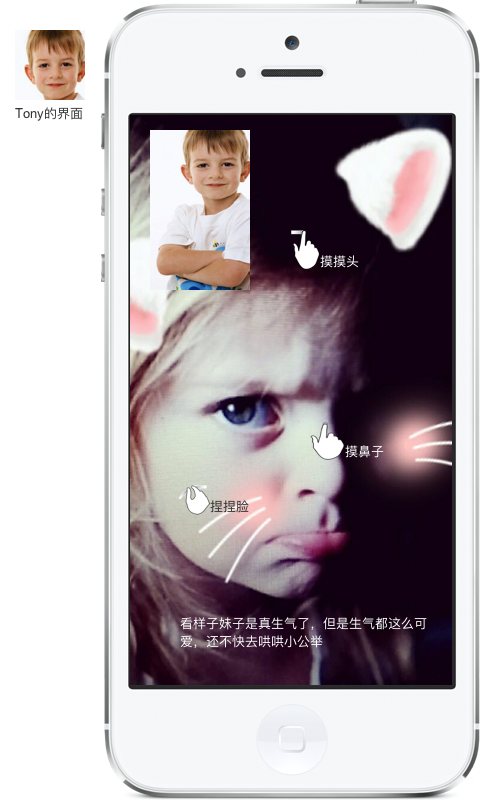 Tony的界面
摸摸头
摸鼻子
捏捏脸
看样子妹子是真生气了，但是生气都这么可
爱，还不快去哄哄小公举